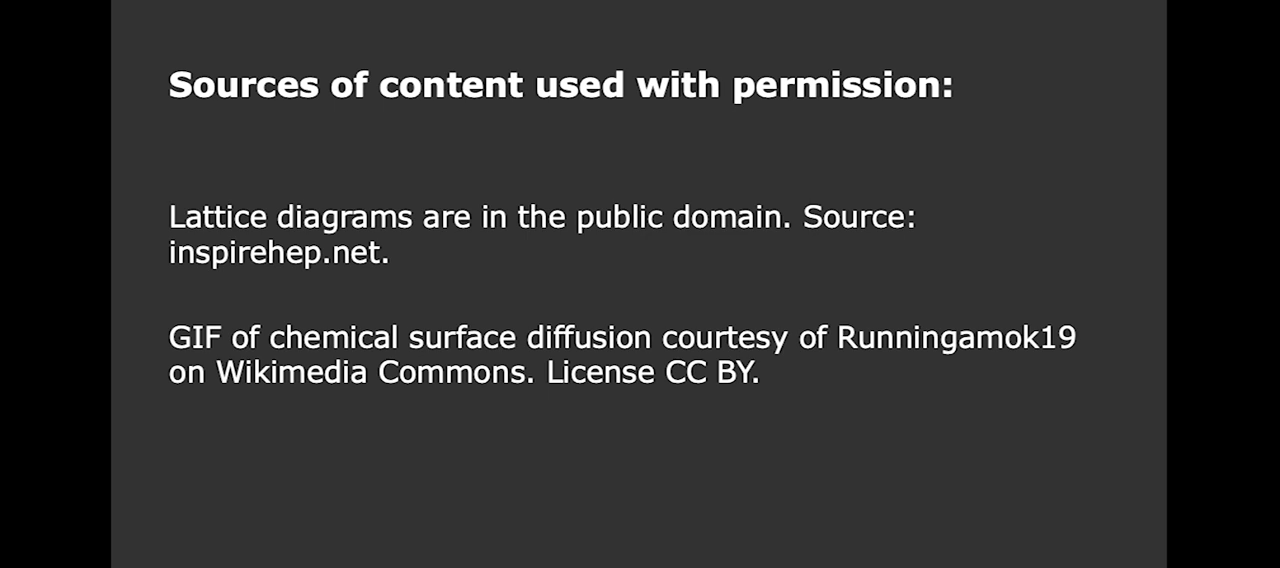 Sources of content used with permission:
Lattice diagrams are in the public domain. Source:
inspirehep.net.
GIF of chemical surface diffusion courtesy of Runningamok19
on Wikimedia Commons. License CC BY.